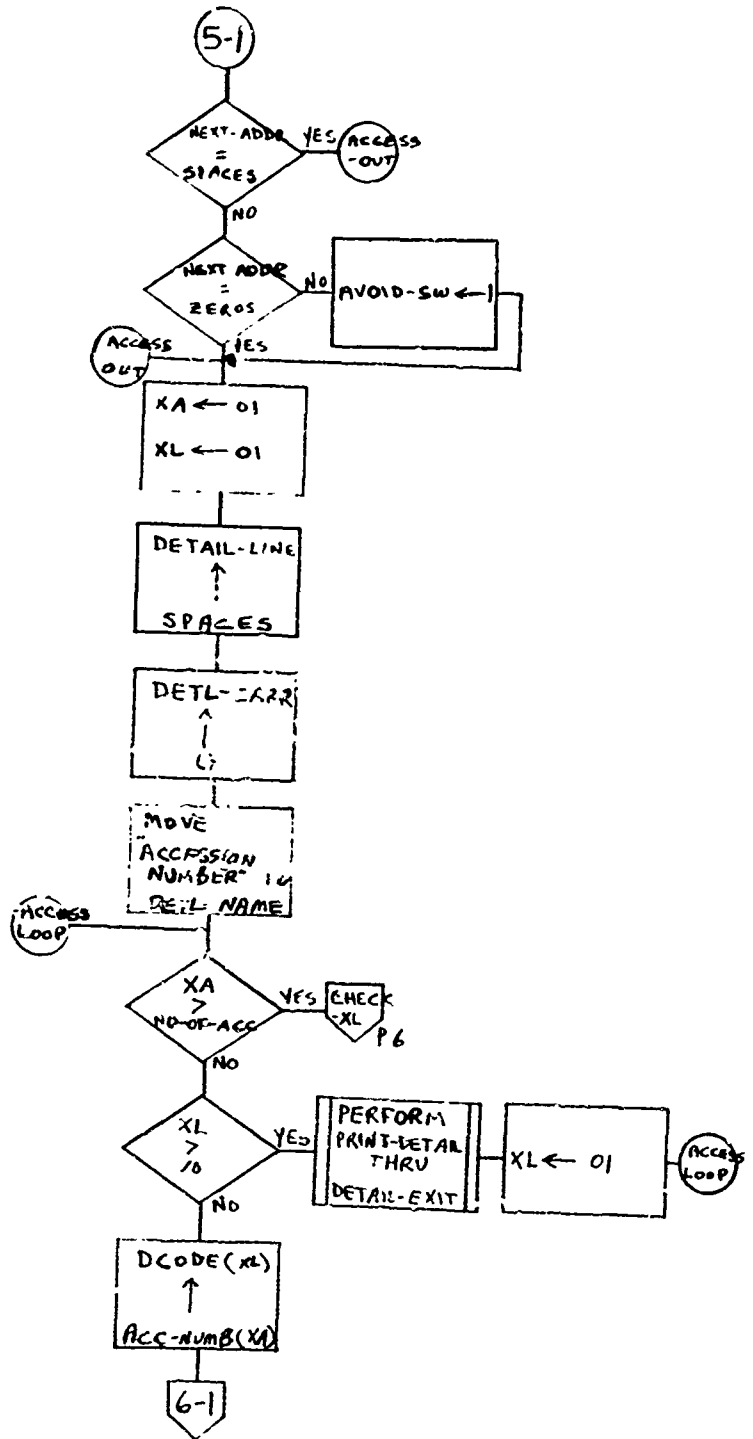 5-1
NEXT-ADDR
=
SPACES
YES
ACCESS
-OUT
NO
NEXT ADDR
=
ZEROS
NO
AVOID-SW ← 1
YES
ACCESS
OUT
XA ← 01
XL ← 01
DETAIL-LINE
↑
SPACES
DETL-
↑
MOVE
"ACCESSION
NUMBER"
DETL NAME
ACCESS
LOOP
XA
>
NO-OF-ACC
YES
CHECK
-XL
P6
NO
XL
>
10
YES
PERFORM
PRINT-DETAIL
THRU
DETAIL-EXIT
XL ← 01
ACCESS
LOOP
NO
DCODE(XL)
↑
ACC-NUMB(XA)
6-1